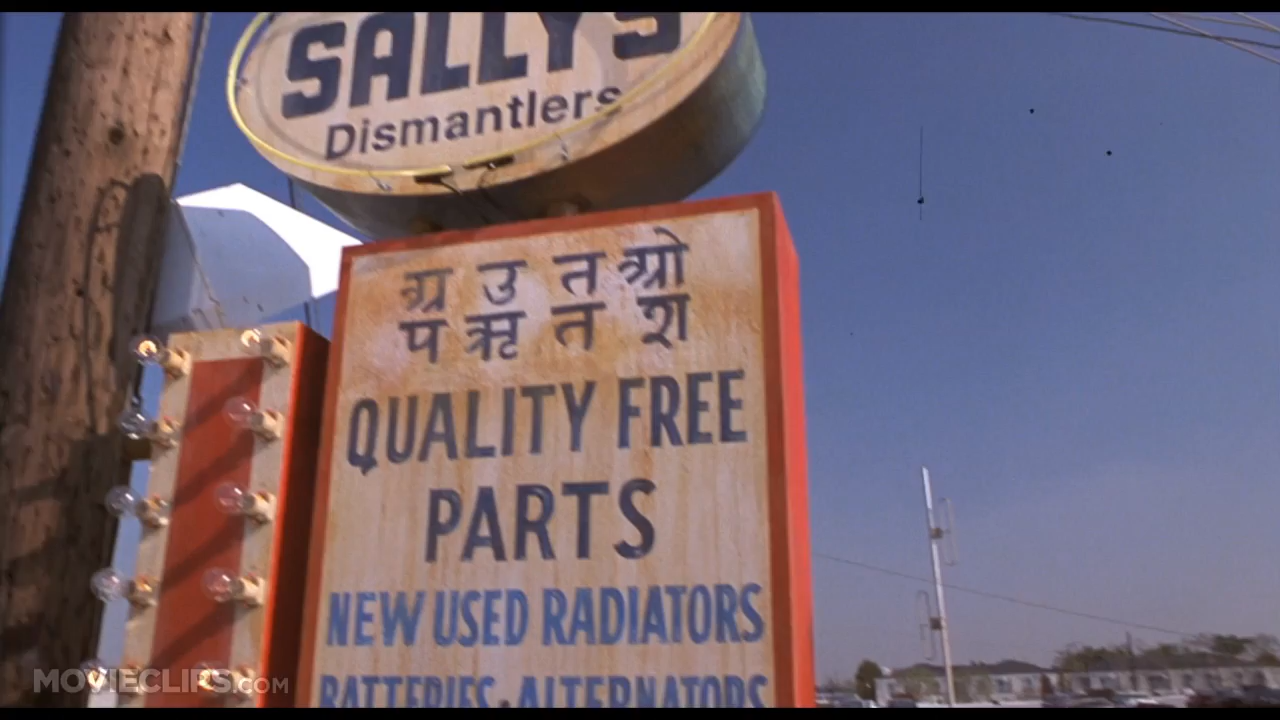 SALLY'S
Dismantlers
ग्र उ त ग्रो
प ऋ त श
QUALITY FREE
PARTS
NEW USED RADIATORS
BATTERIES - ALTERNATORS
MOVIECLIPS.COM